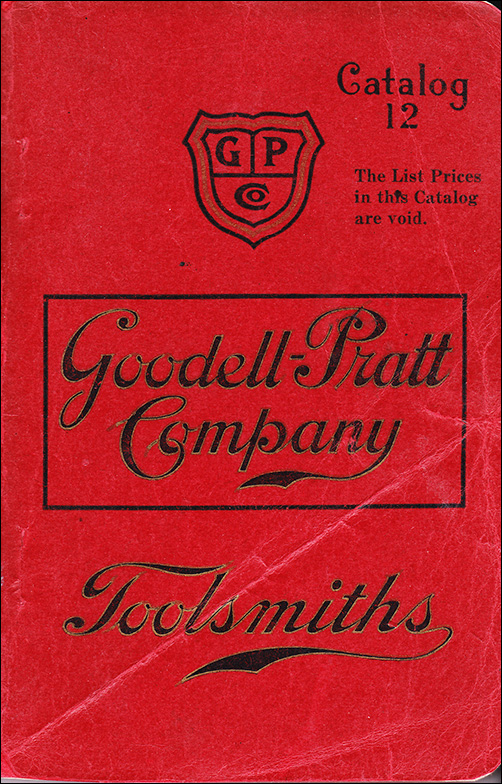 Catalog
12
G P
Co
The List Prices
in this Catalog
are void.
Goodell-Pratt
Company
Toolsmiths